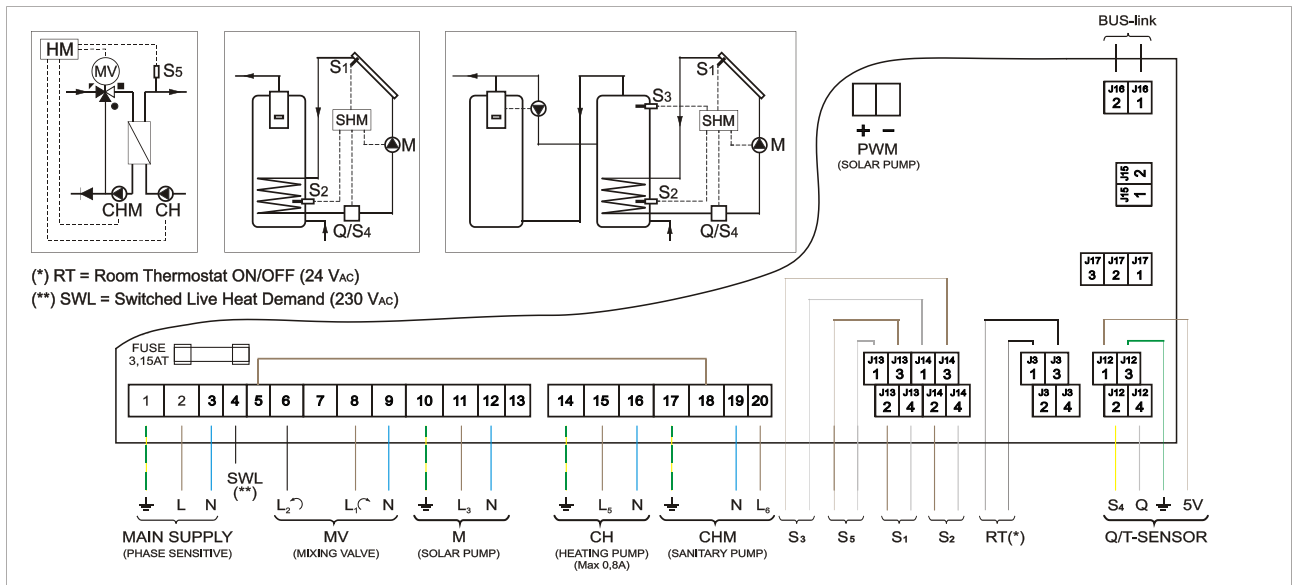 BUS-link
HM
MV
S5
CHM
CH
S1
SHM
M
S2
Q/S4
S1
S3
SHM
M
S2
Q/S4
+ −
PWM
(SOLAR PUMP)
J16 J16
2 1
J15 J15
1 2
J17 J17 J17
3 2 1
(*) RT = Room Thermostat ON/OFF (24 VAC)
(**) SWL = Switched Live Heat Demand (230 VAC)
FUSE
3,15AT
1 2 3 4 5 6 7 8 9 10 11 12 13
14 15 16 17 18 19 20
J13 J13 J14 J14
1 3 1 3
J13 J13 J14 J14
2 4 2 4
J3 J3
1 3
J3 J3
2 4
J12 J12
1 3
J12 J12
2 4
L N
SWL
(**)
L2 L1 N
L3 N
L5 N
N L6
S4 Q 5V
MAIN SUPPLY
(PHASE SENSITIVE)
MV
(MIXING VALVE)
M
(SOLAR PUMP)
CH
(HEATING PUMP)
(Max 0,8A)
CHM
(SANITARY PUMP)
S3
S5
S1
S2
RT(*)
Q/T-SENSOR